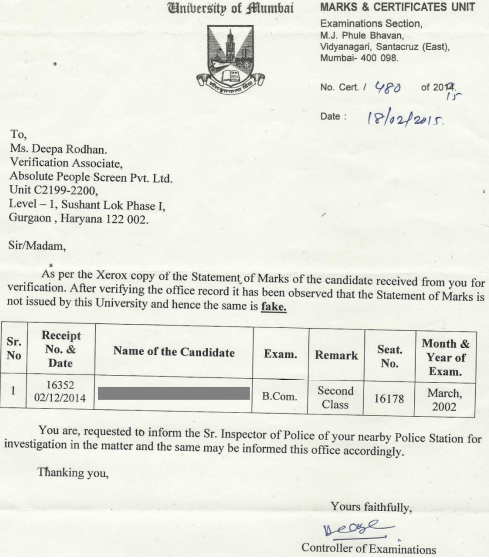 University of Mumbai
MARKS & CERTIFICATES UNIT
Examinations Section,
M.J. Phule Bhavan,
Vidyanagari, Santacruz (East),
Mumbai- 400 098.
No. Cert. / 480 of 2014.
15
Date : 18/02/2015.
To,
Ms. Deepa Rodhan.
Verification Associate,
Absolute People Screen Pvt. Ltd.
Unit C2199-2200,
Level – 1, Sushant Lok Phase I,
Gurgaon , Haryana 122 002.
Sir/Madam,
As per the Xerox copy of the Statement of Marks of the candidate received from you for
verification. After verifying the office record it has been observed that the Statement of Marks is
not issued by this University and hence the same is fake.
Sr. No Receipt No. & Date Name of the Candidate Exam. Remark Seat. No. Month & Year of Exam.
1 16352 02/12/2014 B.Com. Second Class 16178 March, 2002
You are, requested to inform the Sr. Inspector of Police of your nearby Police Station for
investigation in the matter and the same may be informed this office accordingly.
Thanking you,
Yours faithfully,
Controller of Examinations